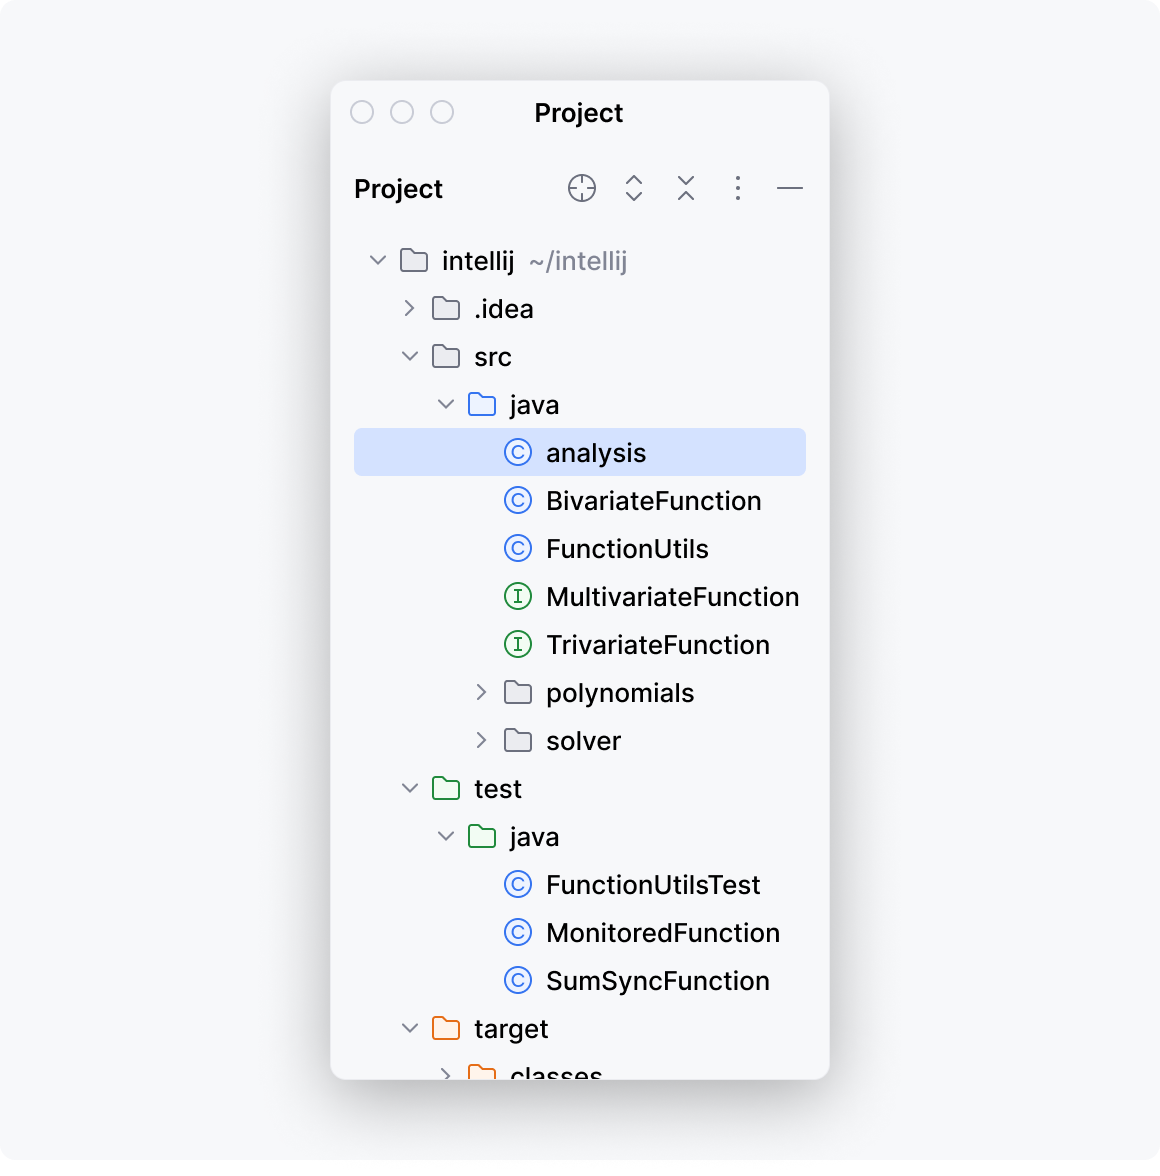 Project
Project
intellij ~/intellij
.idea
src
java
analysis
BivariateFunction
FunctionUtils
MultivariateFunction
TrivariateFunction
polynomials
solver
test
java
FunctionUtilsTest
MonitoredFunction
SumSyncFunction
target
classes